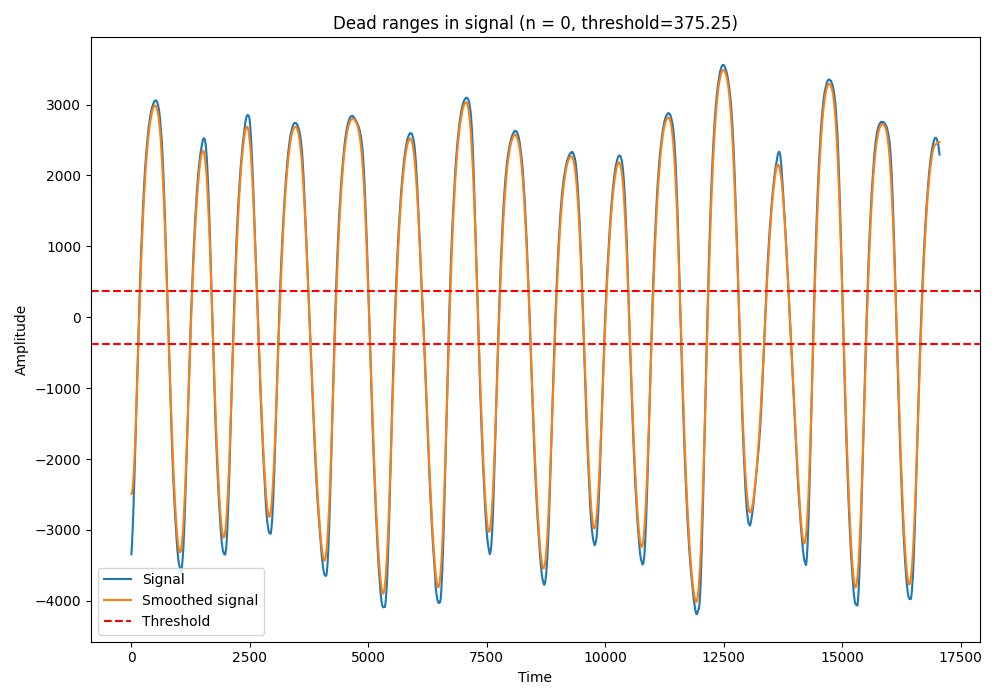 Dead ranges in signal (n = 0, threshold=375.25)
Amplitude
3000
2000
1000
0
−1000
−2000
−3000
−4000
Signal
Smoothed signal
Threshold
0
2500
5000
7500
10000
12500
15000
17500
Time